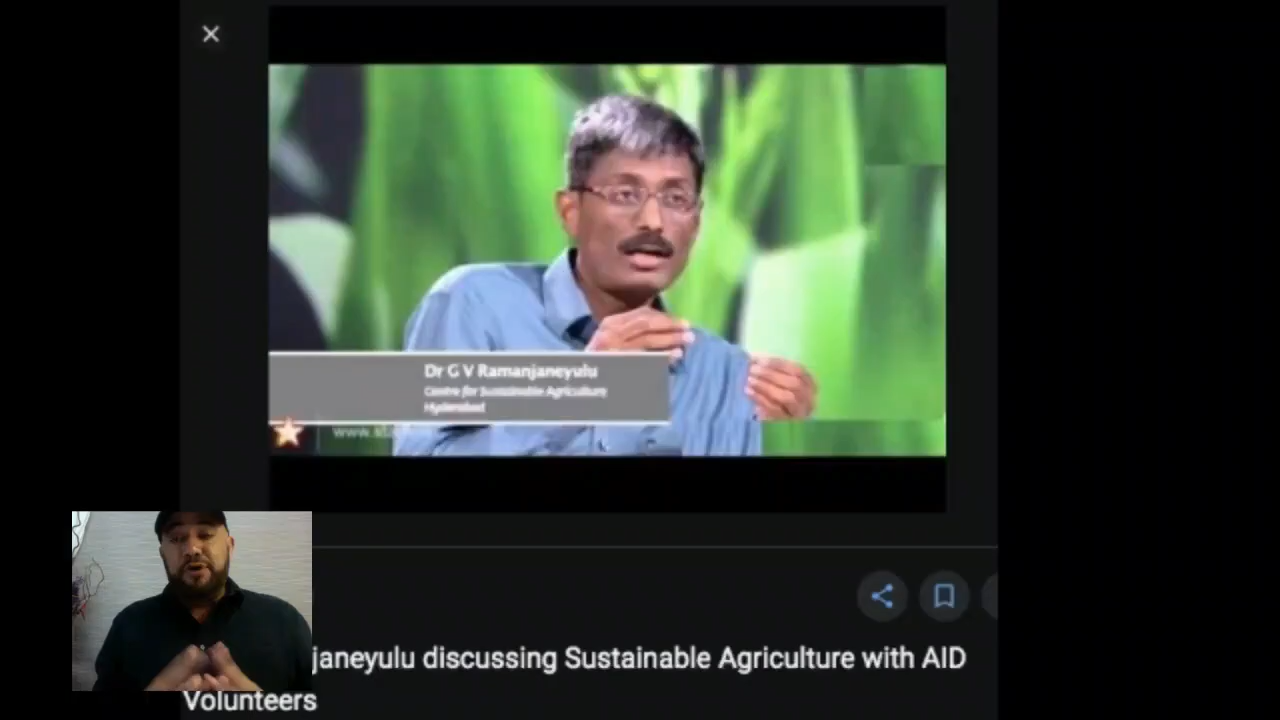 Dr G V Ramanjaneyulu
Centre for Sustainable Agriculture
Hyderabad
janeyulu discussing Sustainable Agriculture with AID
Volunteers